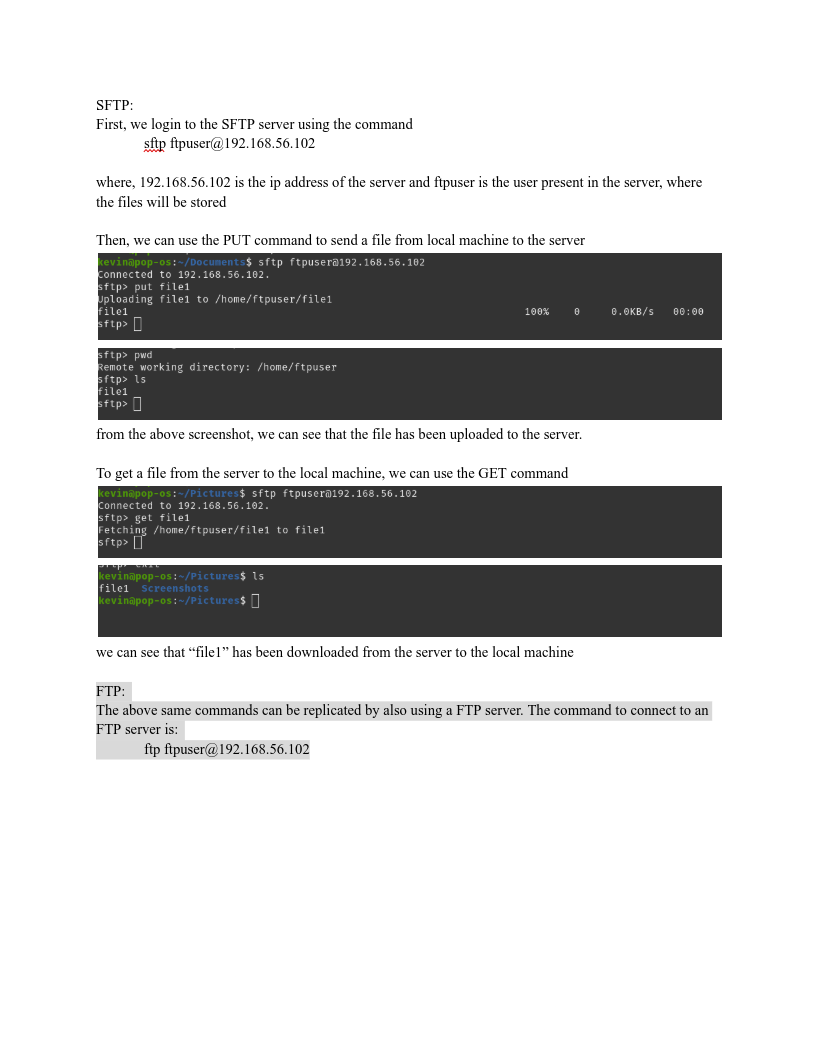 SFTP:
First, we login to the SFTP server using the command
sftp ftpuser@192.168.56.102
where, 192.168.56.102 is the ip address of the server and ftpuser is the user present in the server, where
the files will be stored
Then, we can use the PUT command to send a file from local machine to the server
kevin@pop-os:~/Documents$ sftp ftpuser@192.168.56.102
Connected to 192.168.56.102.
sftp> put file1
Uploading file1 to /home/ftpuser/file1
file1 100% 0 0.0KB/s 00:00
sftp>
sftp> pwd
Remote working directory: /home/ftpuser
sftp> ls
file1
sftp>
from the above screenshot, we can see that the file has been uploaded to the server.
To get a file from the server to the local machine, we can use the GET command
kevin@pop-os:~/Pictures$ sftp ftpuser@192.168.56.102
Connected to 192.168.56.102.
sftp> get file1
Fetching /home/ftpuser/file1 to file1
sftp>
sftp> exit
kevin@pop-os:~/Pictures$ ls
file1 Screenshots
kevin@pop-os:~/Pictures$
we can see that “file1” has been downloaded from the server to the local machine
FTP:
The above same commands can be replicated by also using a FTP server. The command to connect to an
FTP server is:
ftp ftpuser@192.168.56.102